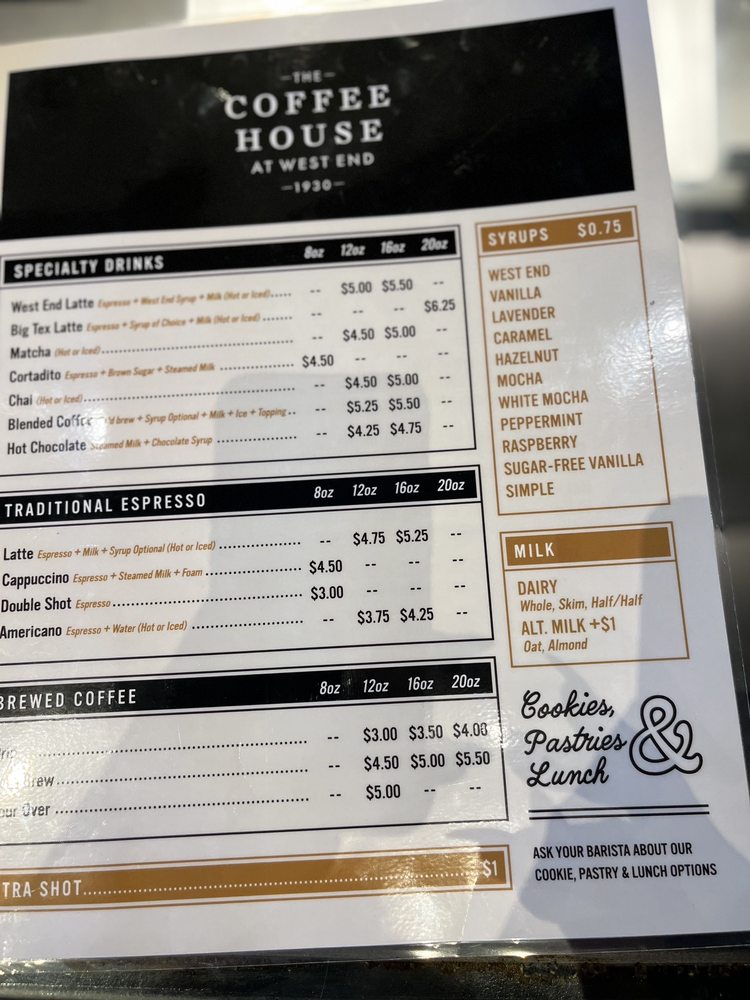 —THE—
COFFEE
HOUSE
AT WEST END
—1930—
SPECIALTY DRINKS 8oz 12oz 16oz 20oz
West End Latte Espresso + West End Syrup + Milk (Hot or Iced)..... -- $5.00 $5.50 --
Big Tex Latte Espresso + Syrup of Choice + Milk (Hot or Iced)....... -- -- -- $6.25
Matcha (Hot or Iced)............ -- $4.50 $5.00 --
Cortadito Espresso + Brown Sugar + Steamed Milk ............ $4.50 -- -- --
Chai (Hot or Iced)............ -- $4.50 $5.00 --
Blended + Syrup Optional + Milk + Ice + Topping.. -- $5.25 $5.50 --
Hot Chocolate Steamed Milk + Chocolate Syrup ............ -- $4.25 $4.75 --
TRADITIONAL ESPRESSO 8oz 12oz 16oz 20oz
Latte Espresso + Milk + Syrup Optional (Hot or Iced) ............ -- $4.75 $5.25 --
Cappuccino Espresso + Steamed Milk + Foam ............ $4.50 -- -- --
Double Shot Espresso............ $3.00 -- -- --
Americano Espresso + Water (Hot or Iced) ............ -- $3.75 $4.25 --
BREWED COFFEE 8oz 12oz 16oz 20oz
............ -- $3.00 $3.50 $4.00
............ -- $4.50 $5.00 $5.50
Over ............ -- $5.00 -- --
TRA SHOT............ $1
SYRUPS $0.75
WEST END
VANILLA
LAVENDER
CARAMEL
HAZELNUT
MOCHA
WHITE MOCHA
PEPPERMINT
RASPBERRY
SUGAR-FREE VANILLA
SIMPLE
MILK
DAIRY
Whole, Skim, Half/Half
ALT. MILK +$1
Oat, Almond
Cookies,
Pastries &
Lunch
ASK YOUR BARISTA ABOUT OUR
COOKIE, PASTRY & LUNCH OPTIONS